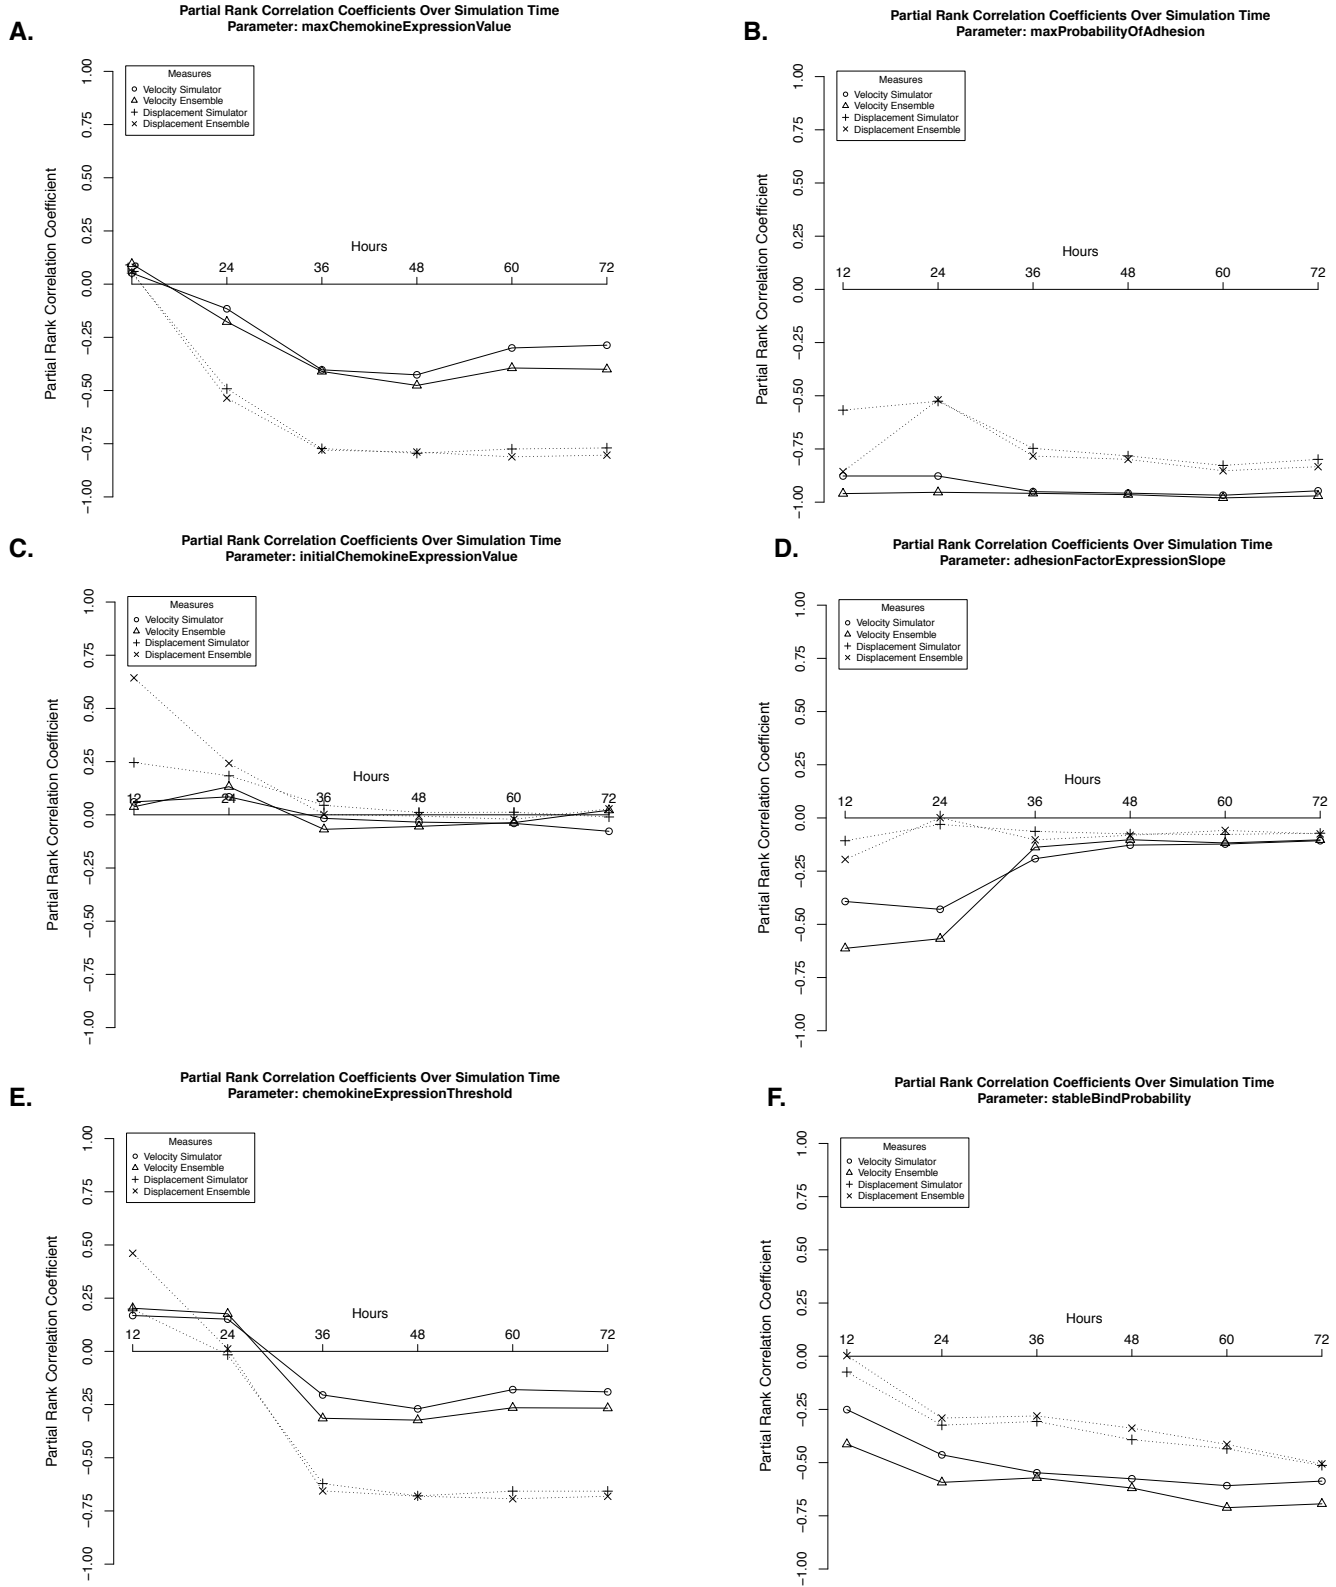 A.
Partial Rank Correlation Coefficients Over Simulation Time
Parameter: maxChemokineExpressionValue
Partial Rank Correlation Coefficient
1.00
0.75
0.50
0.25
0.00
−0.25
−0.50
−0.75
−1.00
Measures
Velocity Simulator
Velocity Ensemble
Displacement Simulator
Displacement Ensemble
Hours
12 24 36 48 60 72
B.
Partial Rank Correlation Coefficients Over Simulation Time
Parameter: maxProbabilityOfAdhesion
Partial Rank Correlation Coefficient
1.00
0.75
0.50
0.25
0.00
−0.25
−0.50
−0.75
−1.00
Measures
Velocity Simulator
Velocity Ensemble
Displacement Simulator
Displacement Ensemble
Hours
12 24 36 48 60 72
C.
Partial Rank Correlation Coefficients Over Simulation Time
Parameter: initialChemokineExpressionValue
Partial Rank Correlation Coefficient
1.00
0.75
0.50
0.25
0.00
−0.25
−0.50
−0.75
−1.00
Measures
Velocity Simulator
Velocity Ensemble
Displacement Simulator
Displacement Ensemble
Hours
12 24 36 48 60 72
D.
Partial Rank Correlation Coefficients Over Simulation Time
Parameter: adhesionFactorExpressionSlope
Partial Rank Correlation Coefficient
1.00
0.75
0.50
0.25
0.00
−0.25
−0.50
−0.75
−1.00
Measures
Velocity Simulator
Velocity Ensemble
Displacement Simulator
Displacement Ensemble
Hours
12 24 36 48 60 72
E.
Partial Rank Correlation Coefficients Over Simulation Time
Parameter: chemokineExpressionThreshold
Partial Rank Correlation Coefficient
1.00
0.75
0.50
0.25
0.00
−0.25
−0.50
−0.75
−1.00
Measures
Velocity Simulator
Velocity Ensemble
Displacement Simulator
Displacement Ensemble
Hours
12 24 36 48 60 72
F.
Partial Rank Correlation Coefficients Over Simulation Time
Parameter: stableBindProbability
Partial Rank Correlation Coefficient
1.00
0.75
0.50
0.25
0.00
−0.25
−0.50
−0.75
−1.00
Measures
Velocity Simulator
Velocity Ensemble
Displacement Simulator
Displacement Ensemble
Hours
12 24 36 48 60 72